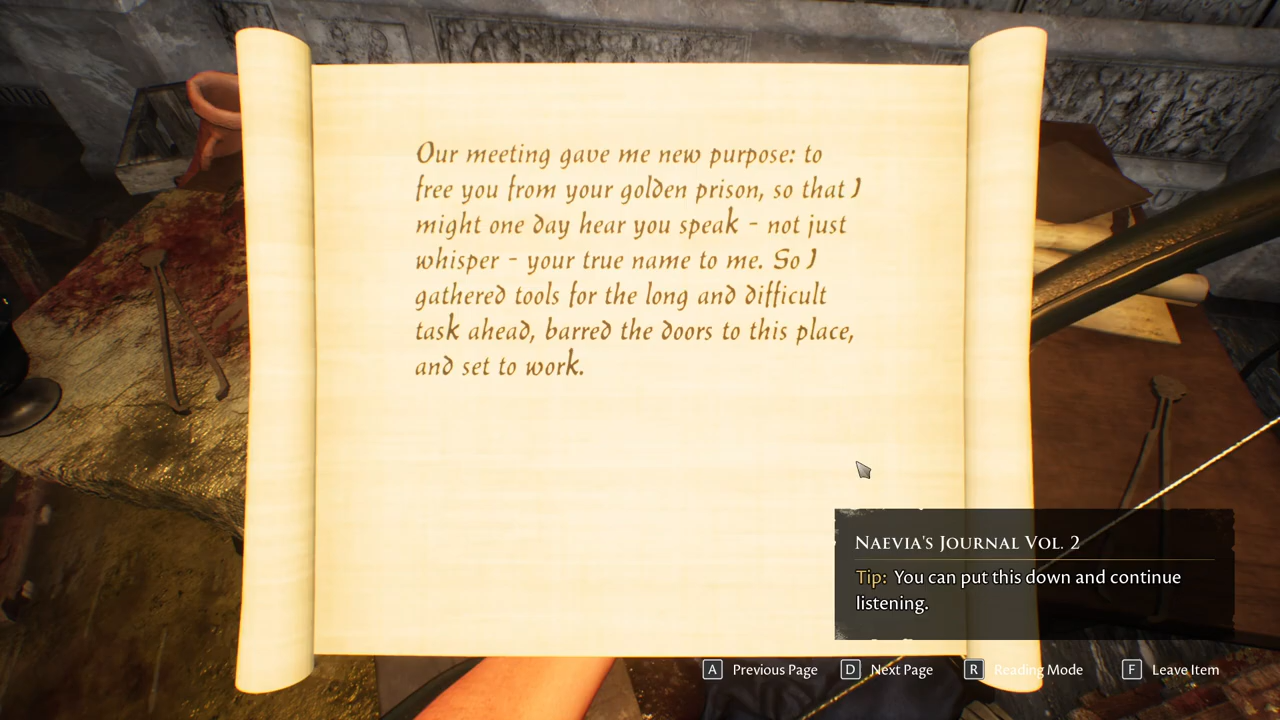 Our meeting gave me new purpose: to
free you from your golden prison, so that I
might one day hear you speak - not just
whisper - your true name to me. So I
gathered tools for the long and difficult
task ahead, barred the doors to this place,
and set to work.
Naevia's Journal Vol. 2
Tip: You can put this down and continue
listening.
A Previous Page D Next Page R Reading Mode F Leave Item